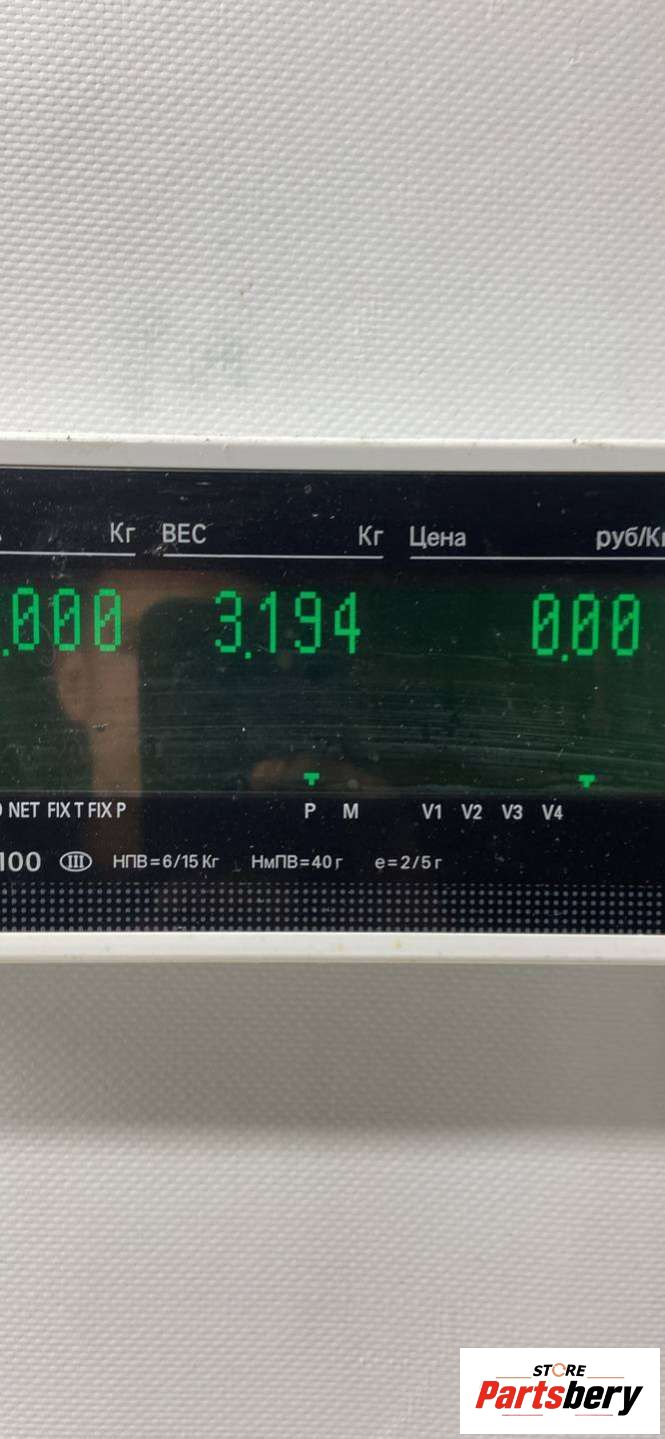 Кг ВЕС Кг Цена руб/Кг
.000 3.194 0.00
NET FIX T FIX P P M V1 V2 V3 V4
100 III НПВ=6/15 Кг НмПВ=40 г e=2/5 г
STORE
Partsbery